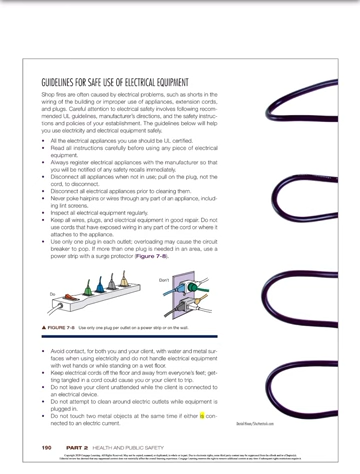 GUIDELINES FOR SAFE USE OF ELECTRICAL EQUIPMENT
Shop fires are often caused by electrical problems, such as shorts in the
wiring of the building or improper use of appliances, extension cords,
and plugs. Careful attention to electrical safety involves following recom-
mended UL guidelines, manufacturer's directions, and the safety instruc-
tions and policies of your establishment. The guidelines below will help
you use electricity and electrical equipment safely.
• All the electrical appliances you use should be UL certified.
• Read all instructions carefully before using any piece of electrical
equipment.
• Always register electrical appliances with the manufacturer so that
you will be notified of any safety recalls immediately.
• Disconnect all appliances when not in use; pull on the plug, not the
cord, to disconnect.
• Disconnect all electrical appliances prior to cleaning them.
• Never poke hairpins or wires through any part of an appliance, includ-
ing lint screens.
• Inspect all electrical equipment regularly.
• Keep all wires, plugs, and electrical equipment in good repair. Do not
use cords that have exposed wiring in any part of the cord or where it
attaches to the appliance.
• Use only one plug in each outlet; overloading may cause the circuit
breaker to pop. If more than one plug is needed in an area, use a
power strip with a surge protector (Figure 7–8).
Do
Don't
▲ FIGURE 7–8 Use only one plug per outlet on a power strip or on the wall.
• Avoid contact, for both you and your client, with water and metal sur-
faces when using electricity and do not handle electrical equipment
with wet hands or while standing on a wet floor.
• Keep electrical cords off the floor and away from everyone's feet; get-
ting tangled in a cord could cause you or your client to trip.
• Do not leave your client unattended while the client is connected to
an electrical device.
• Do not attempt to clean around electric outlets while equipment is
plugged in.
• Do not touch two metal objects at the same time if either is con-
nected to an electric current.
190 PART 2 HEALTH AND PUBLIC SAFETY